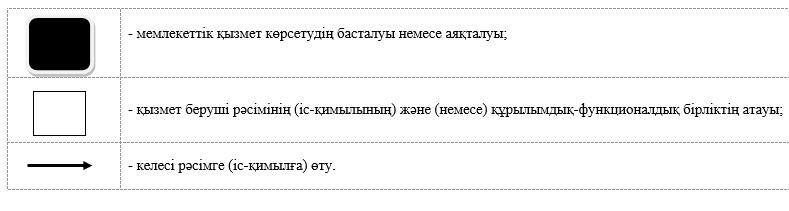 - мемлекеттік қызмет көрсетудің басталуы немесе аяқталуы;
- қызмет беруші рәсімінің (іс-қимылының) және (немесе) құрылымдық-функционалдық бірліктің атауы;
- келесі рәсімге (іс-қимылға) өту.